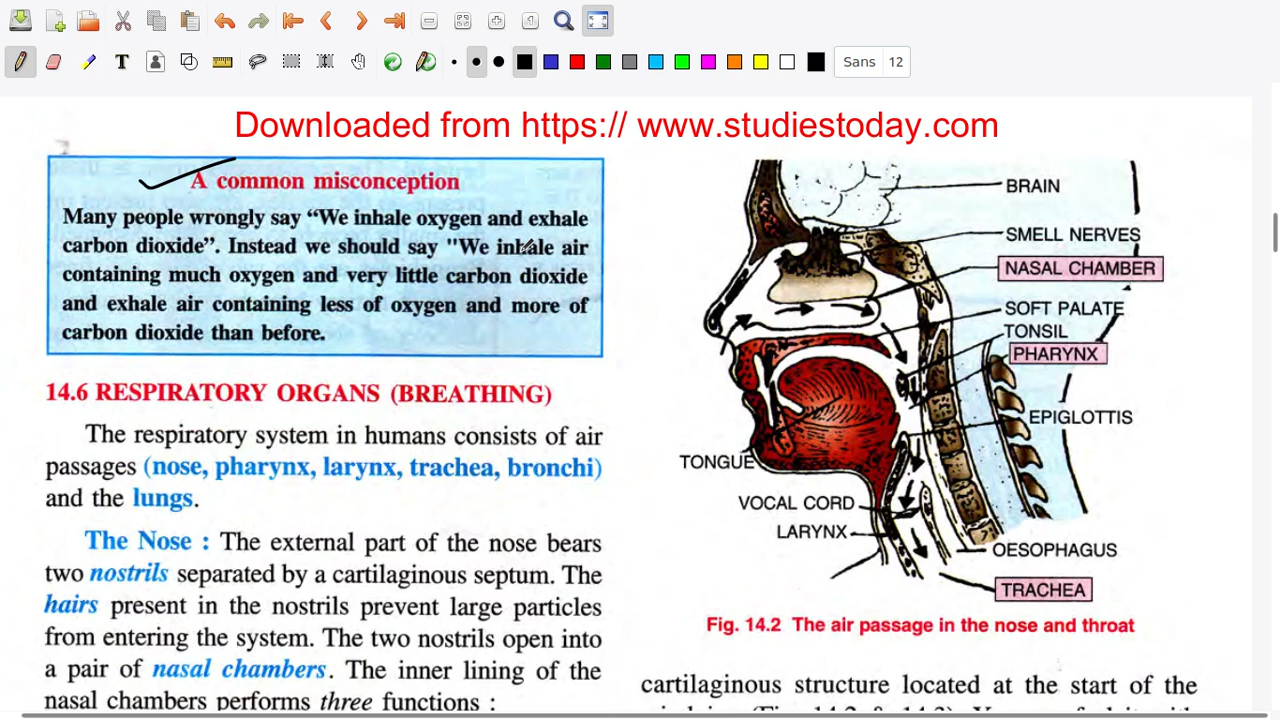 Sans 12
Downloaded from https:// www.studiestoday.com
A common misconception
Many people wrongly say “We inhale oxygen and exhale
carbon dioxide”. Instead we should say "We inhale air
containing much oxygen and very little carbon dioxide
and exhale air containing less of oxygen and more of
carbon dioxide than before.
14.6 RESPIRATORY ORGANS (BREATHING)
The respiratory system in humans consists of air
passages (nose, pharynx, larynx, trachea, bronchi)
and the lungs.
The Nose : The external part of the nose bears
two nostrils separated by a cartilaginous septum. The
hairs present in the nostrils prevent large particles
from entering the system. The two nostrils open into
a pair of nasal chambers. The inner lining of the
nasal chambers performs three functions :
BRAIN
SMELL NERVES
NASAL CHAMBER
SOFT PALATE
TONSIL
PHARYNX
EPIGLOTTIS
TONGUE
VOCAL CORD
LARYNX
OESOPHAGUS
TRACHEA
Fig. 14.2 The air passage in the nose and throat
cartilaginous structure located at the start of the